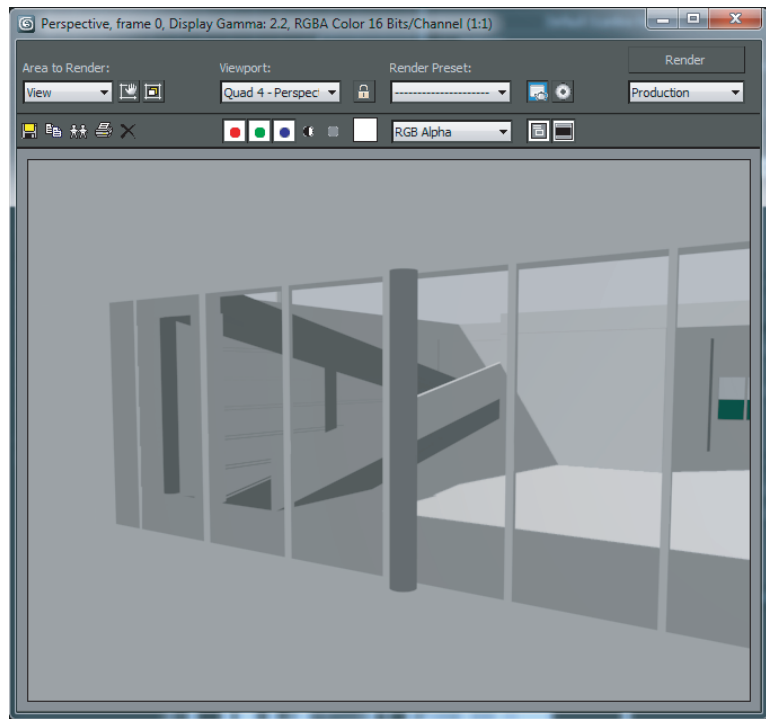 Perspective, frame 0, Display Gamma: 2.2, RGBA Color 16 Bits/Channel (1:1)
Area to Render:
Viewport:
Render Preset:
Render
View
Quad 4 - Perspect
----------------------
Production
RGB Alpha